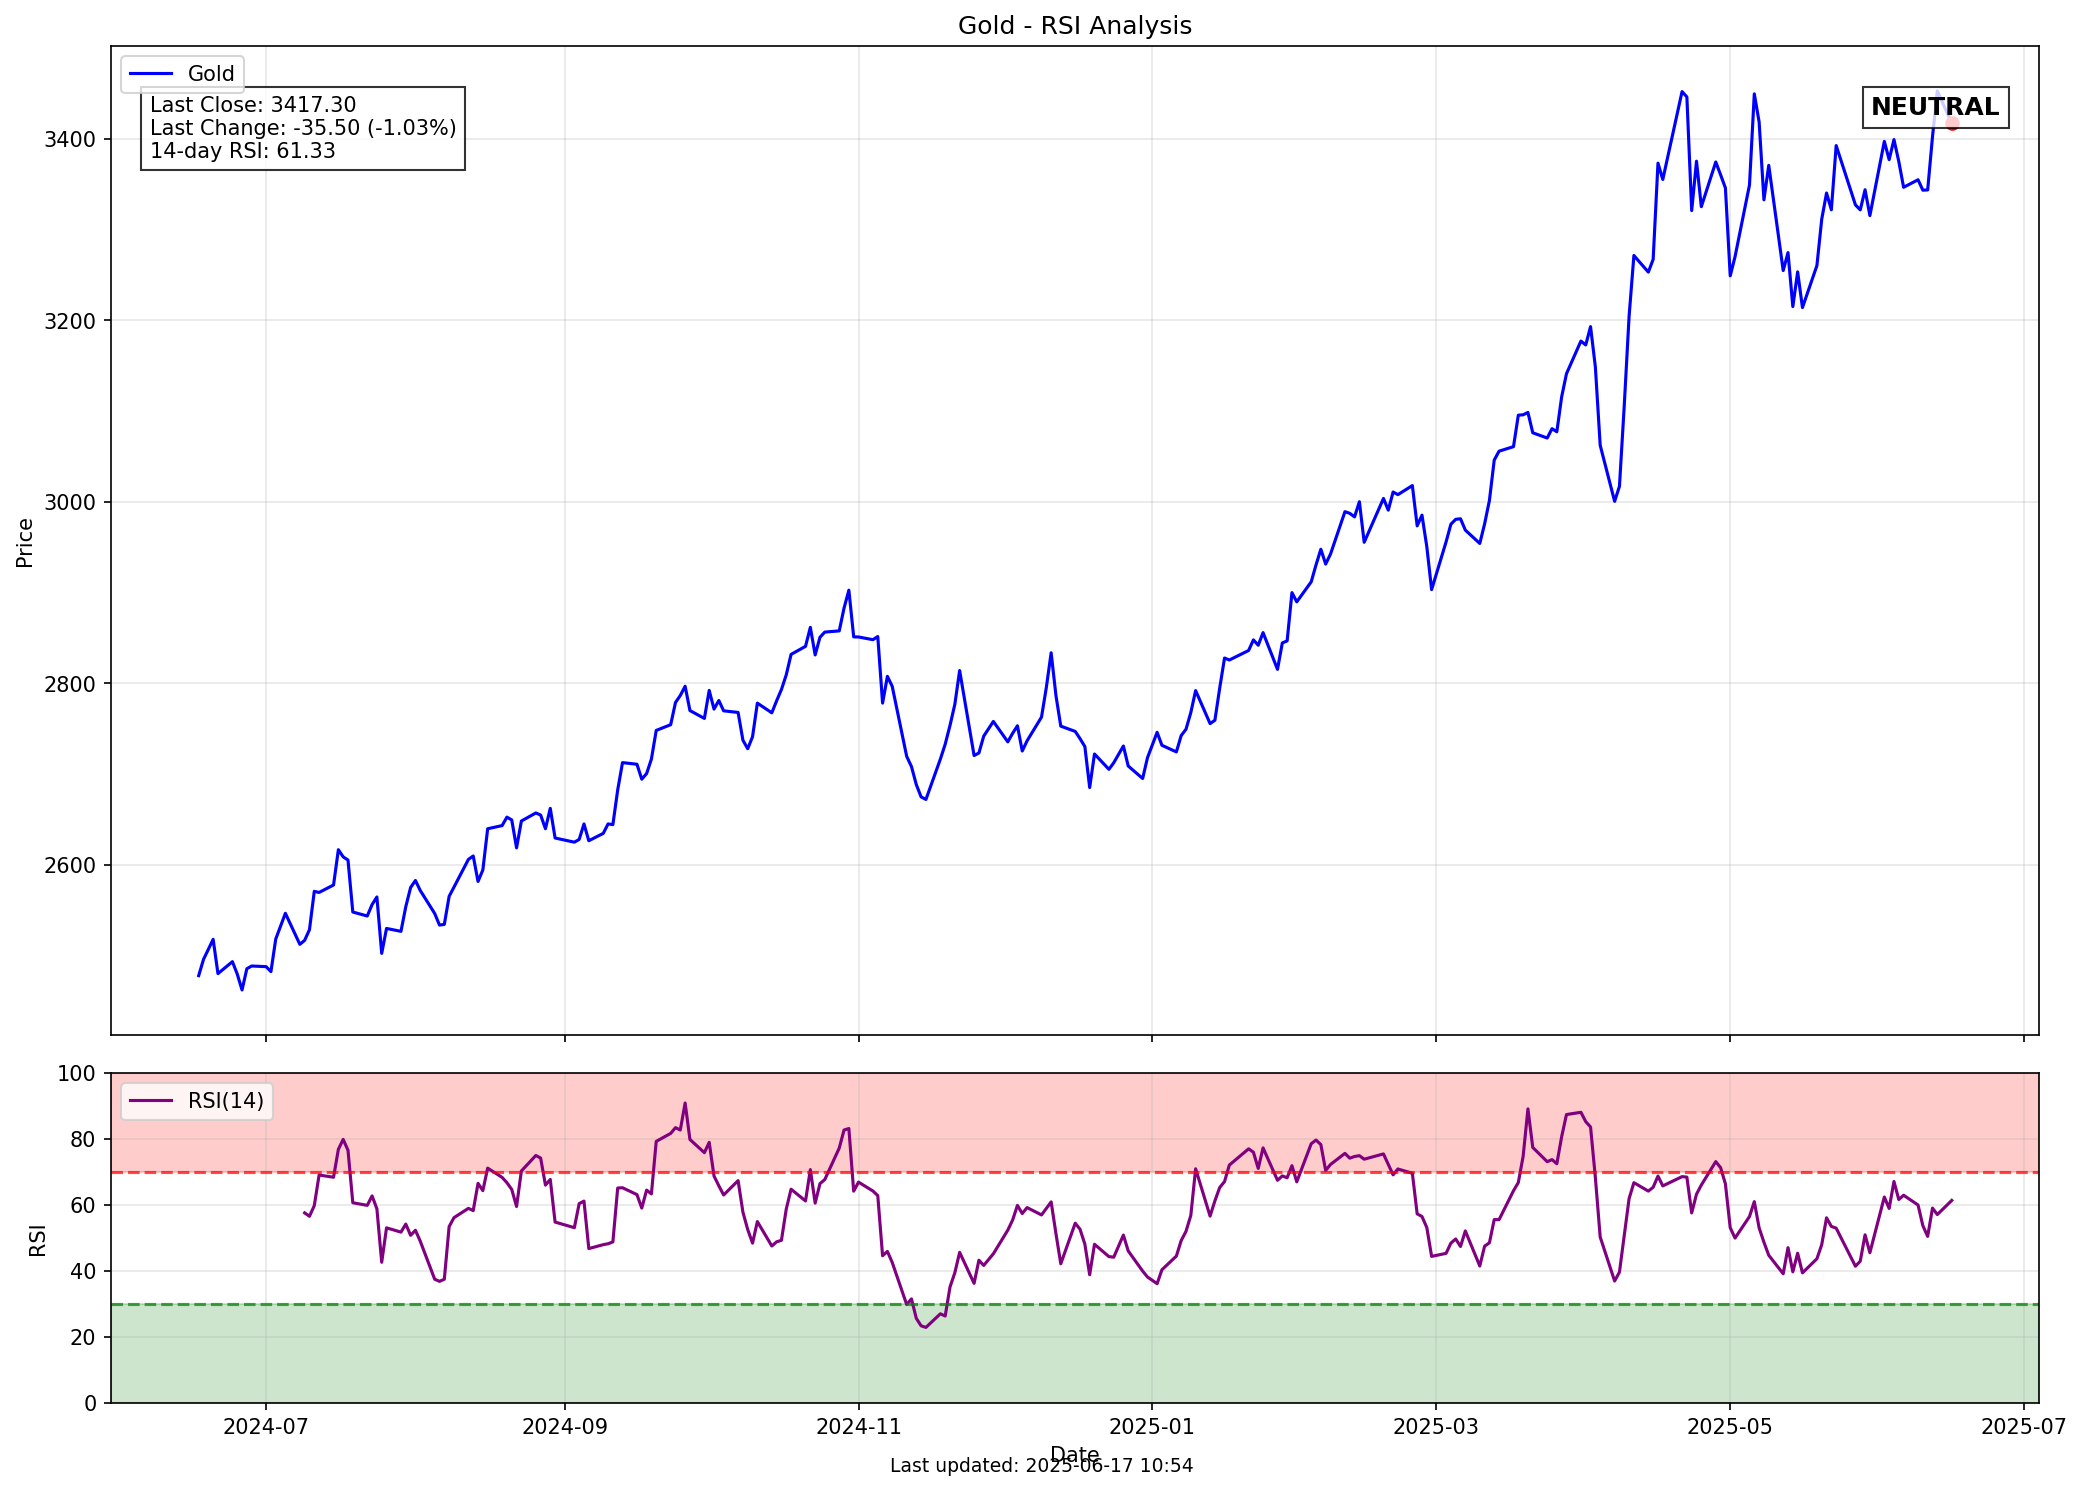 Gold - RSI Analysis
Gold
Last Close: 3417.30
Last Change: -35.50 (-1.03%)
14-day RSI: 61.33
NEUTRAL
Price
3400
3200
3000
2800
2600
RSI(14)
RSI
100
80
60
40
20
0
2024-07
2024-09
2024-11
2025-01
2025-03
2025-05
2025-07
Date
Last updated: 2025-06-17 10:54